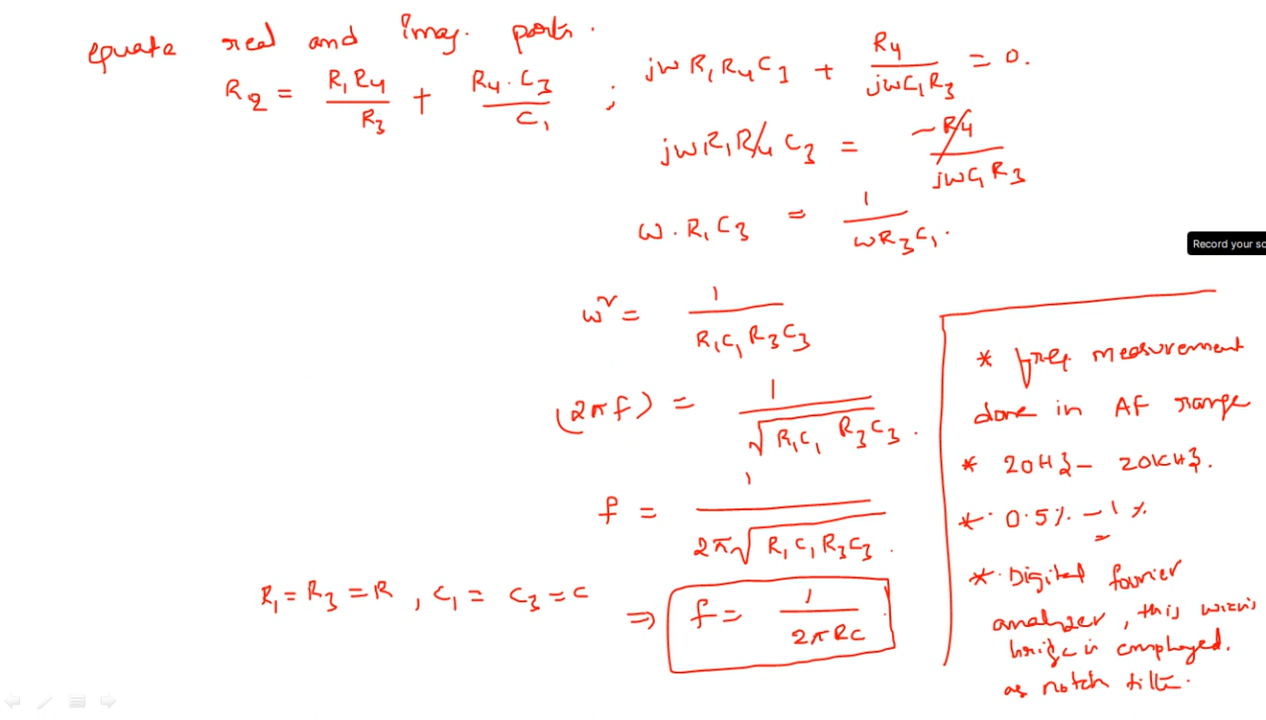 equate real and imag. parts.
R2 = R1R4/R3 + R4.C3/C1 ; jωR1R4C3 + R4/jωC1R3 = 0.
jωR1R4C3 = -R4/jωC1R3
ω.R1C3 = 1/ωR3C1.
ω² = 1/R1C1R3C3
(2πf) = 1/√R1C1R3C3.
f = 1/2π√R1C1R3C3.
R1 = R3 = R, C1 = C3 = C ⇒ f = 1/2πRC
Record your sc
* freq. measurement
done in AF range
* 20Hz - 20KHz.
* 0.5% - 1%
* Digital fourier
analyzer, this wien's
bridge is employed.
as notch filte.